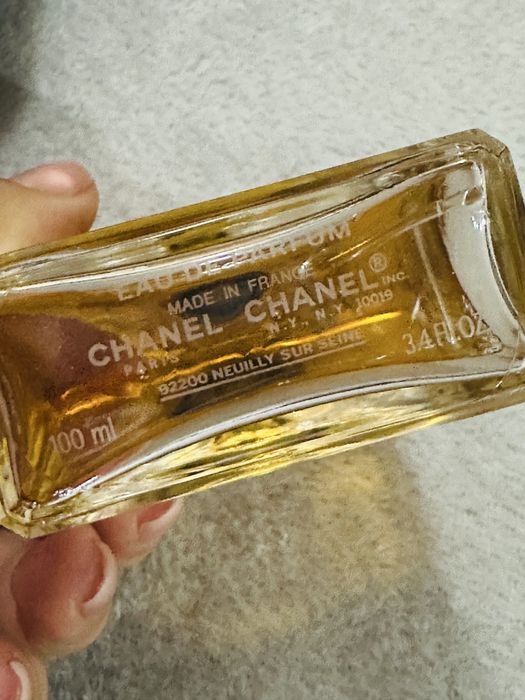 EAU DE PARFUM
MADE IN FRANCE
CHANEL CHANEL®
PARIS N.Y., N.Y. 10019 INC.
92200 NEUILLY SUR SEINE
100 ml 3.4 FL.OZ